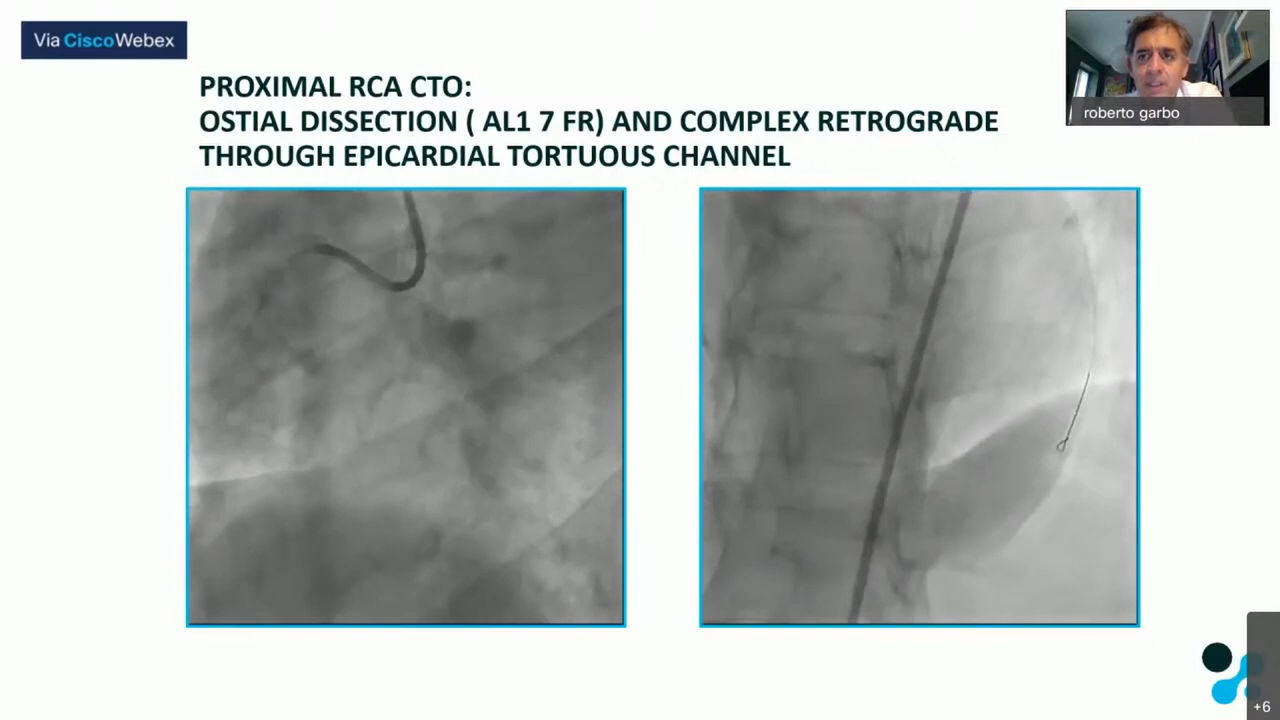 Via CiscoWebex
PROXIMAL RCA CTO:
OSTIAL DISSECTION ( AL1 7 FR) AND COMPLEX RETROGRADE
THROUGH EPICARDIAL TORTUOUS CHANNEL
roberto garbo
+6